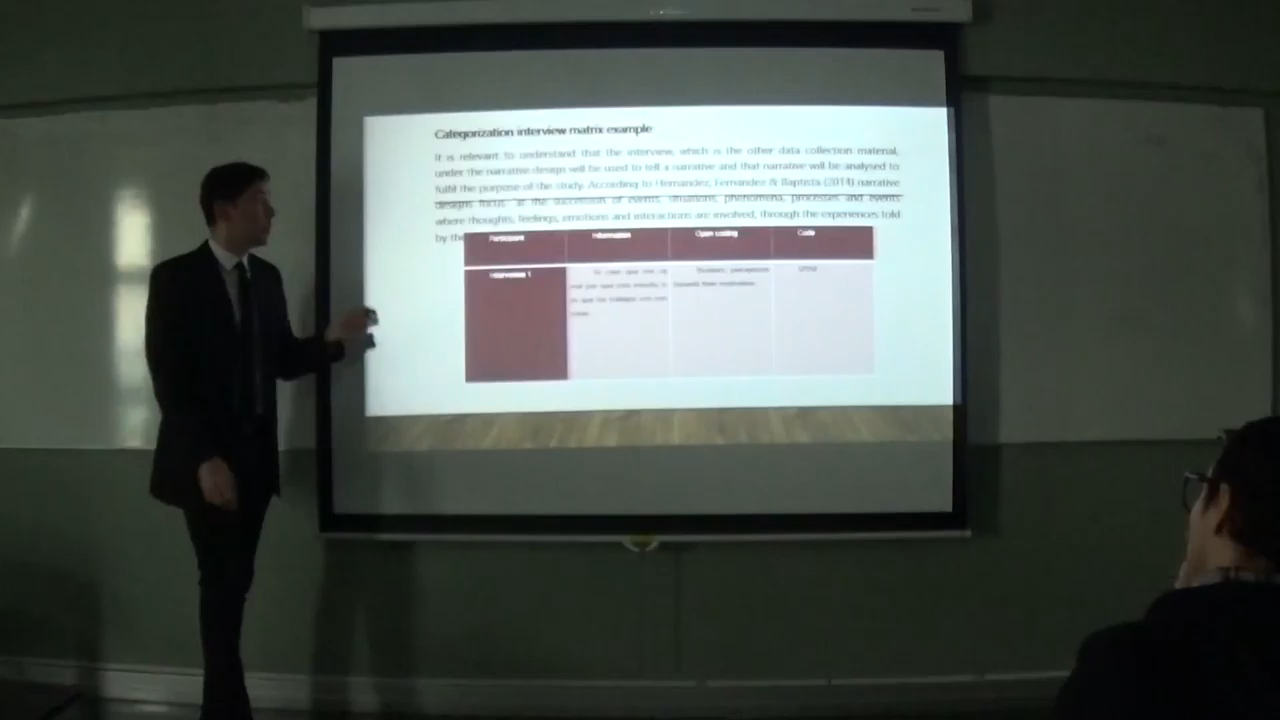 Categorization interview matrix example
It is relevant to understand that the interview, which is the other data collection material,
under the narrative design will be used to tell a narrative and that narrative will be analysed to
fulfil the purpose of the study. According to Hernandez, Fernandez & Baptista (2014) narrative
designs focus in the succession of events, situations, phenomena, processes and events
where thoughts, feelings, emotions and interactions are involved, through the experiences told
by the
Participant Information Open coding Code
Interviewee 1